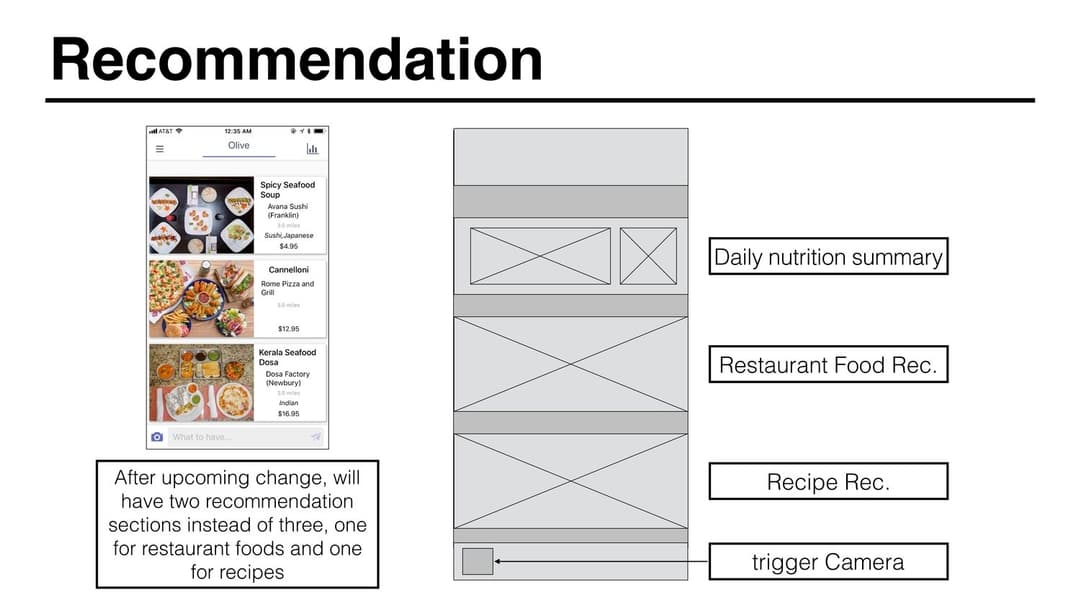 Recommendation
AT&T
12:35 AM
Olive
Spicy Seafood
Soup
Avana Sushi
(Franklin)
3.0 miles
Sushi,Japanese
$4.95
Cannelloni
Rome Pizza and
Grill
3.0 miles
$12.95
Kerala Seafood
Dosa
Dosa Factory
(Newbury)
3.0 miles
Indian
$16.95
What to have...
After upcoming change, will
have two recommendation
sections instead of three, one
for restaurant foods and one
for recipes
Daily nutrition summary
Restaurant Food Rec.
Recipe Rec.
trigger Camera